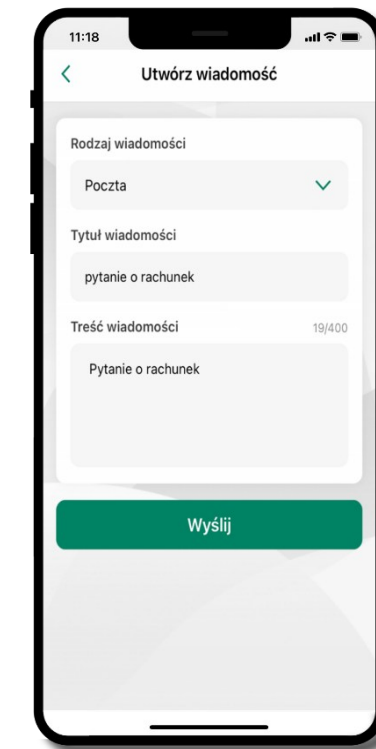 11:18
Utwórz wiadomość
Rodzaj wiadomości
Poczta
Tytuł wiadomości
pytanie o rachunek
Treść wiadomości 19/400
Pytanie o rachunek
Wyślij